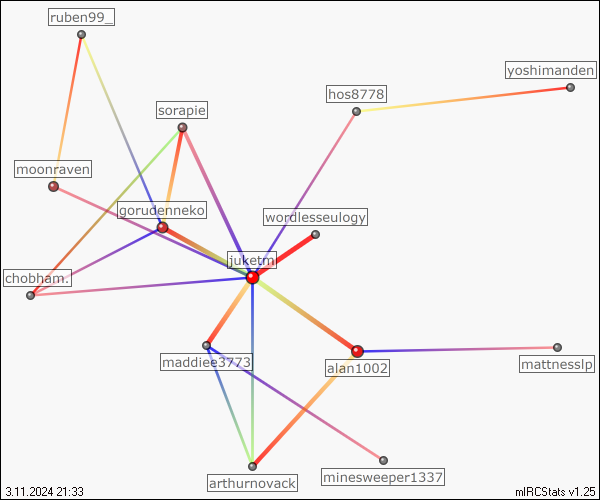 ruben99_
yoshimanden
hos8778
sorapie
moonraven
gorudenneko
wordlesseulogy
juketm
chobham.
maddiee3773
alan1002
mattnesslp
arthurnovack
minesweeper1337
3.11.2024 21:33
mIRCStats v1.25